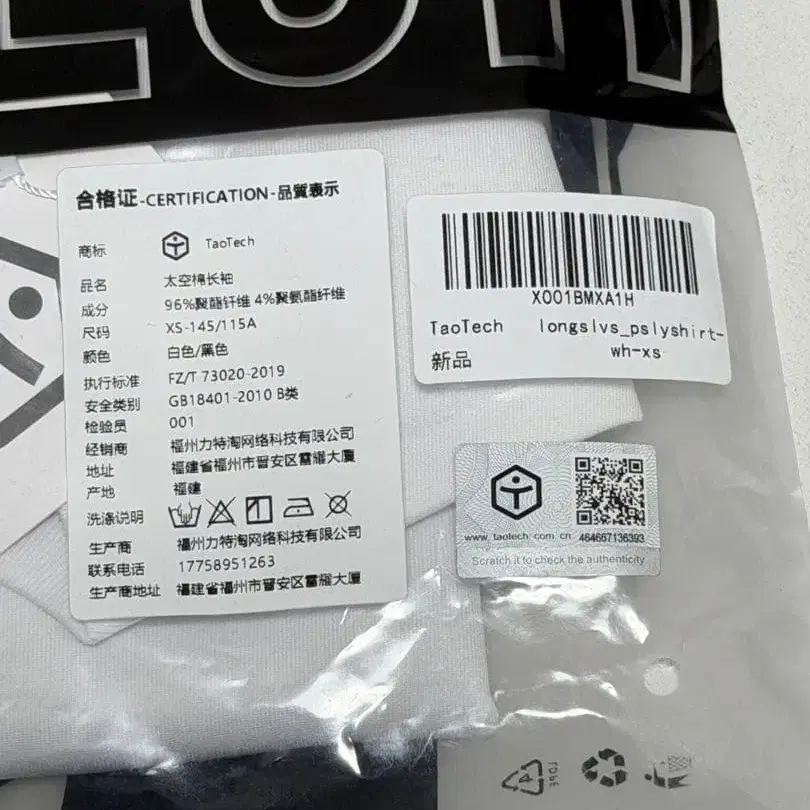 合格证-CERTIFICATION-品質表示
商标 TaoTech
品名 太空棉长袖
成分 96%聚酯钎维 4%聚氨酯纤维
尺码 XS-145/115A
颜色 白色/黑色
执行标准 FZ/T 73020-2019
安全类别 GB18401-2010 B类
检验员 001
经销商 福州力特淘网络科技有限公司
地址 福建省福州市晋安区雷耀大厦
产地 福建
洗涤说明
生产商 福州力特淘网络科技有限公司
联系电话 17758951263
生产商地址 福建省福州市晋安区雷耀大厦
X001BMXA1H
TaoTech longslvs_pslyshirt-
新品 wh-xs
www.taotech.com.cn 464667136393
Scratch it to check the authenticity
4 LDPE